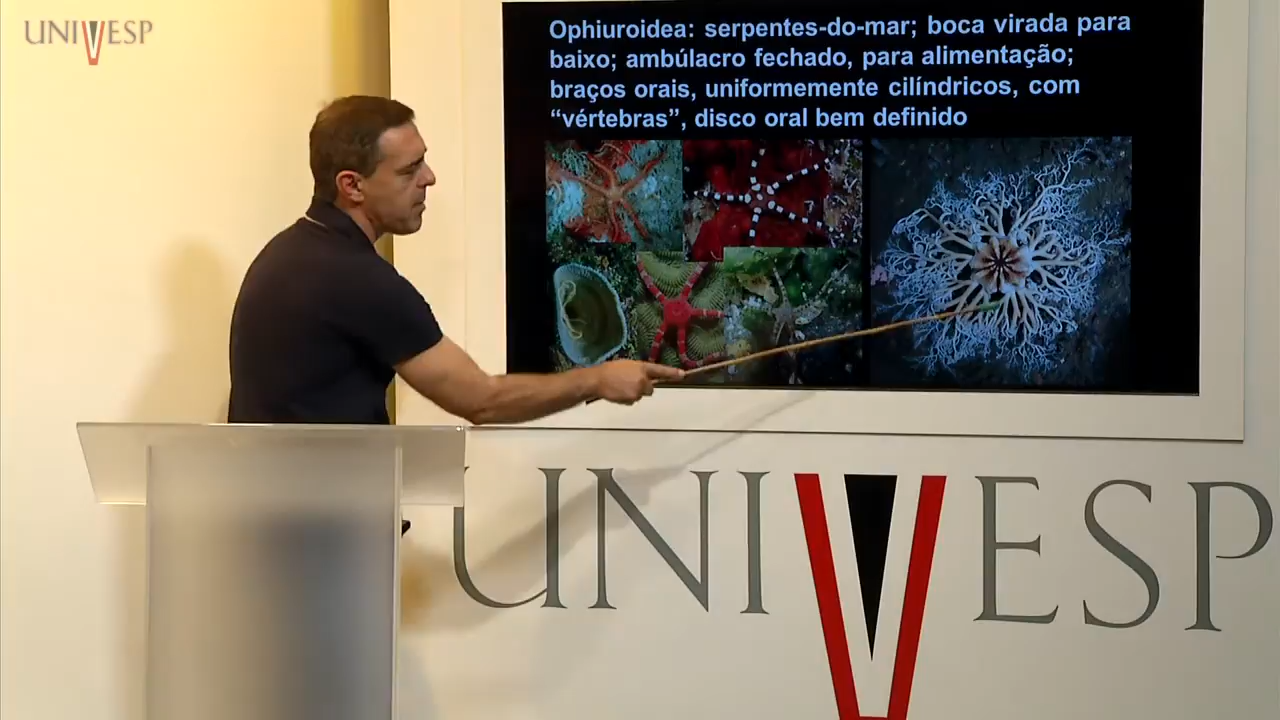 UNIVESP
Ophiuroidea: serpentes-do-mar; boca virada para
baixo; ambúlacro fechado, para alimentação;
braços orais, uniformemente cilíndricos, com
“vértebras”, disco oral bem definido
UNIVESP